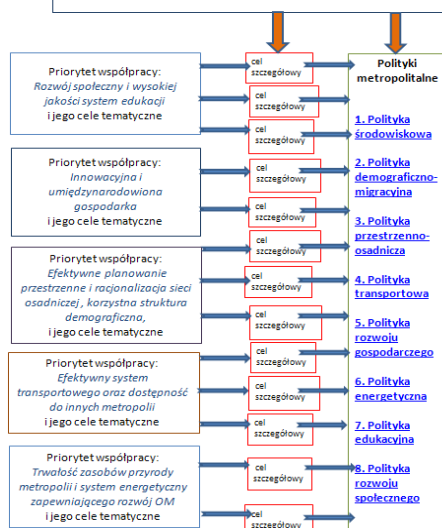 Priorytet współpracy:
Rozwój społeczny i wysokiej
jakości system edukacji
i jego cele tematyczne
Priorytet współpracy:
Innowacyjna i
umiędzynarodowiona
gospodarka
i jego cele tematyczne
Priorytet współpracy:
Efektywne planowanie
przestrzenne i racjonalizacja sieci
osadniczej , korzystna struktura
demograficzna,
i jego cele tematyczne
Priorytet współpracy:
Efektywny system
transportowego oraz dostępność
do innych metropolii
i jego cele tematyczne
Priorytet współpracy:
Trwałość zasobów przyrody
metropolii i system energetyczny
zapewniającego rozwój OM
i jego cele tematyczne
cel
szczegółowy
cel
szczegółowy
cel
szczegółowy
cel
szczegółowy
cel
szczegółowy
cel
szczegółowy
cel
szczegółowy
cel
szczegółowy
cel
szczegółowy
cel
szczegółowy
cel
szczegółowy
cel
szczegółowy
cel
szczegółowy
Polityki
metropolitalne
1. Polityka
środowiskowa
2. Polityka
demograficzno-
migracyjna
3. Polityka
przestrzenno-
osadnicza
4. Polityka
transportowa
5. Polityka
rozwoju
gospodarczego
6. Polityka
energetyczna
7. Polityka
edukacyjna
8. Polityka
rozwoju
społecznego